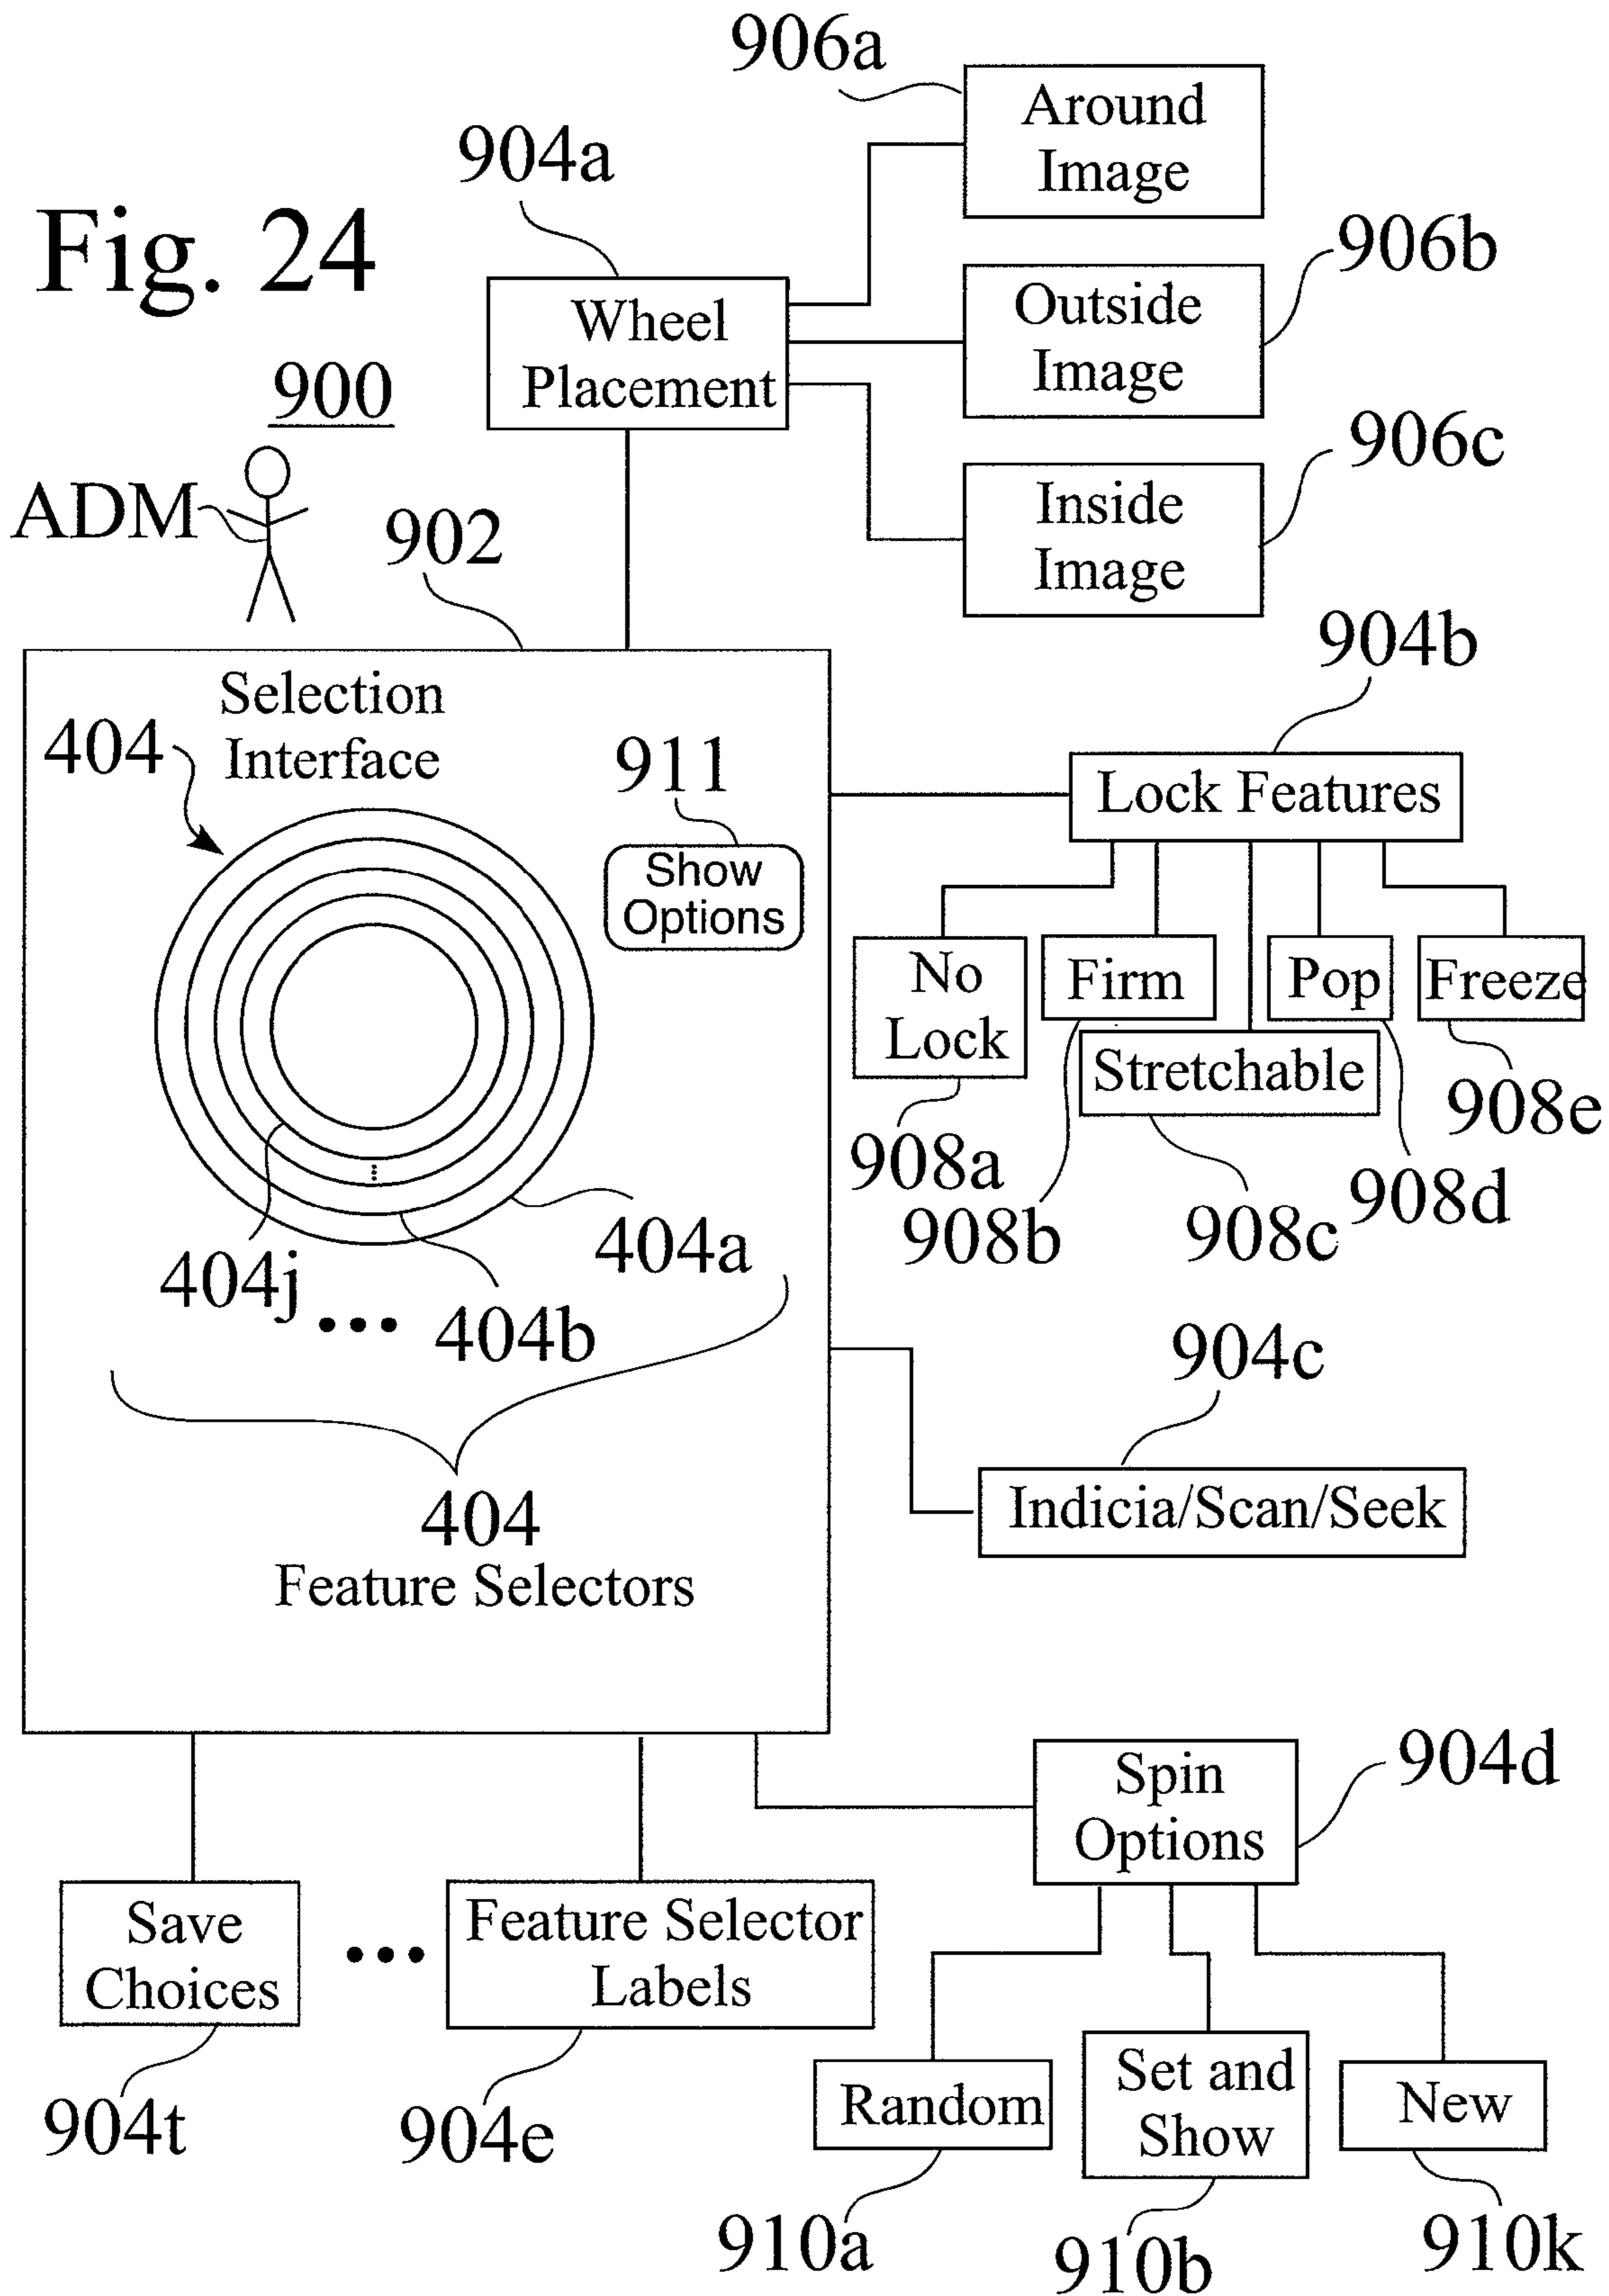 906a
Around
Image
904a
Fig. 24
906b
Wheel
Placement
Outside
Image
900
906c
Inside
Image
ADM
902
904b
Selection
Interface
404
911
Lock Features
Show
Options
No
Lock
Firm
Pop
Freeze
Stretchable
908e
908a
908d
908b
908c
404a
404j
...
404b
904c
Indicia/Scan/Seek
404
Feature Selectors
904d
Spin
Options
Save
Choices
...
Feature Selector
Labels
Random
Set and
Show
New
904t
904e
910a
910b
910k